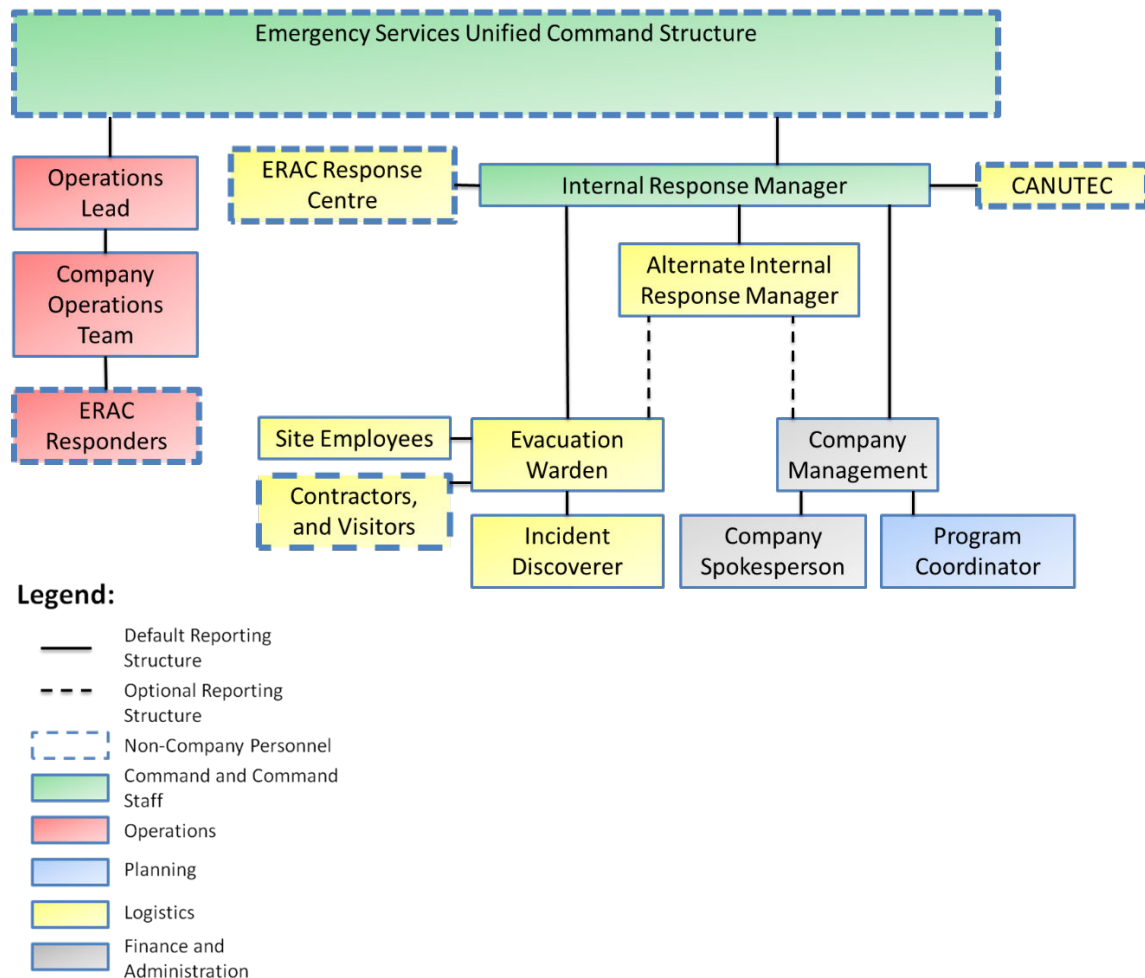 Emergency Services Unified Command Structure
Operations
Lead
ERAC Response
Centre
Internal Response Manager
CANUTEC
Company
Operations
Team
Alternate Internal
Response Manager
ERAC
Responders
Site Employees
Evacuation
Warden
Company
Management
Contractors,
and Visitors
Incident
Discoverer
Company
Spokesperson
Program
Coordinator
Legend:
Default Reporting
Structure
Optional Reporting
Structure
Non-Company Personnel
Command and Command
Staff
Operations
Planning
Logistics
Finance and
Administration